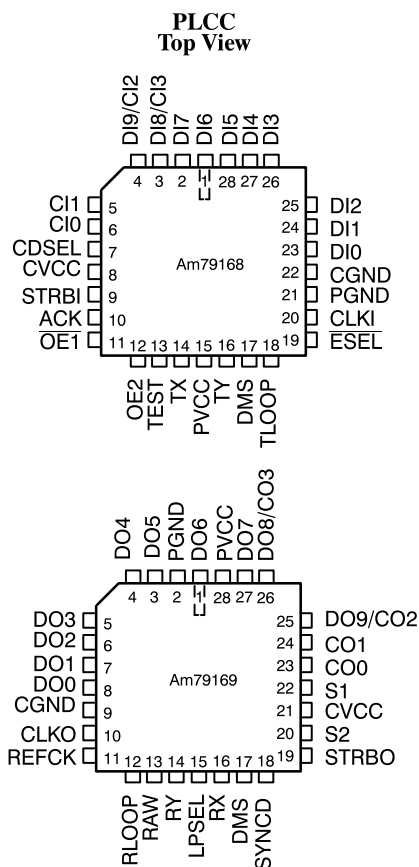 PLCC
Top View
DI9/CI2 DI8/CI3 DI7 DI6 DI5 DI4 DI3
4 3 2 1 28 27 26
CI1 5 25 DI2
CI0 6 24 DI1
CDSEL 7 23 DI0
CVCC 8 Am79168 22 CGND
STRBI 9 21 PGND
ACK 10 20 CLKI
OE1 11 19 ESEL
12 13 14 15 16 17 18
OE2 TEST TX PVCC TY DMS TLOOP
DO4 DO5 PGND DO6 PVCC DO7 DO8/CO3
4 3 2 1 28 27 26
DO3 5 25 DO9/CO2
DO2 6 24 CO1
DO1 7 23 CO0
DO0 8 Am79169 22 S1
CGND 9 21 CVCC
CLKO 10 20 S2
REFCK 11 19 STRBO
12 13 14 15 16 17 18
RLOOP RAW RY LPSEL RX DMS SYNCD